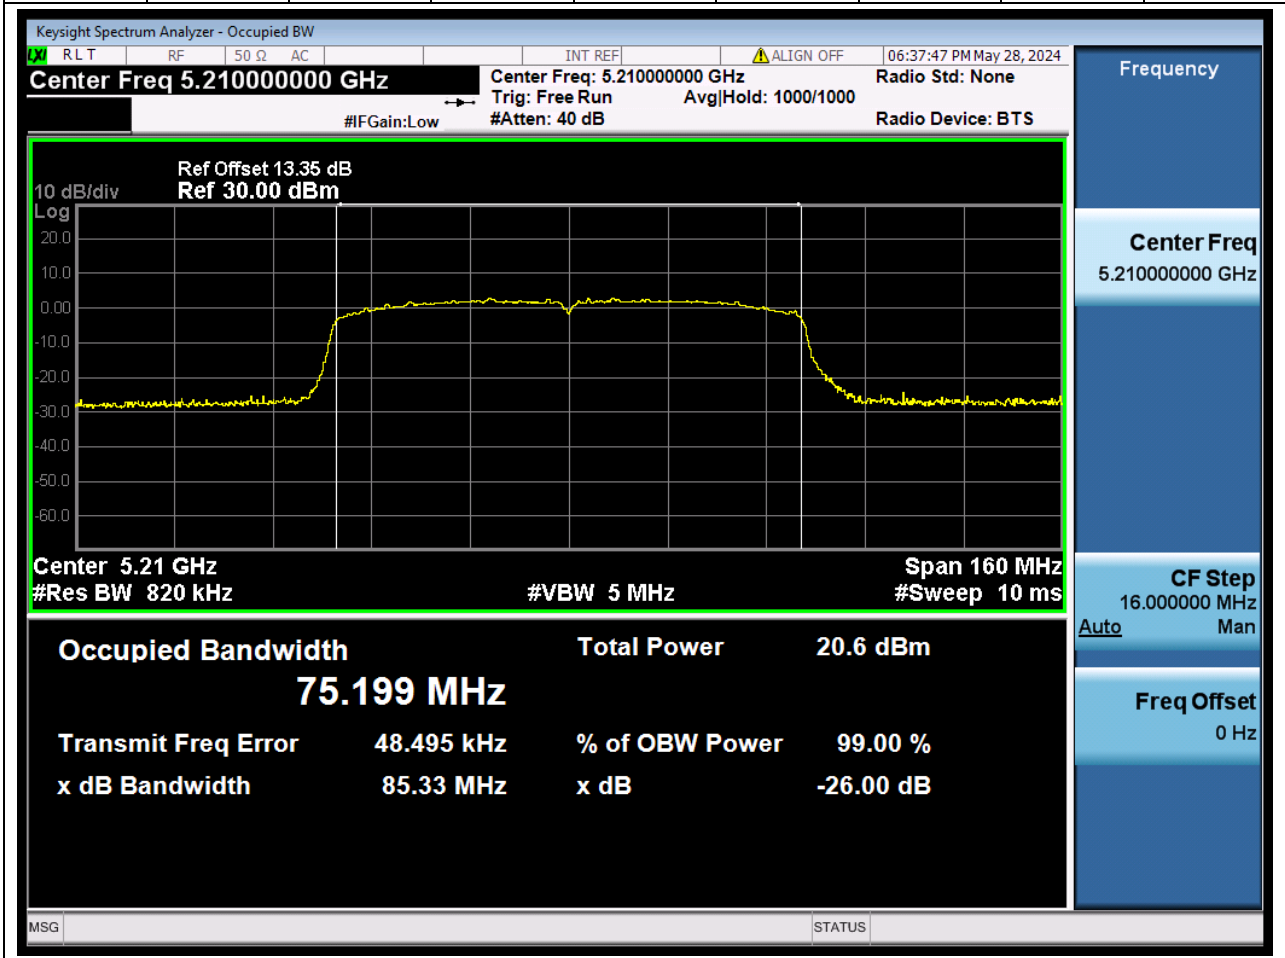 Keysight Spectrum Analyzer - Occupied BW
LXI RLT RF 50 Ω AC INT REF ALIGN OFF 06:37:47 PM May 28, 2024
Center Freq 5.210000000 GHz
Center Freq: 5.210000000 GHz
Radio Std: None
Trig: Free Run Avg|Hold: 1000/1000
#IFGain:Low
#Atten: 40 dB
Radio Device: BTS
Frequency
Ref Offset 13.35 dB
10 dB/div Ref 30.00 dBm
Log
20.0
10.0
0.00
-10.0
-20.0
-30.0
-40.0
-50.0
-60.0
Center 5.21 GHz Span 160 MHz
#Res BW 820 kHz #VBW 5 MHz #Sweep 10 ms
Center Freq
5.210000000 GHz
CF Step
16.000000 MHz
Auto Man
Freq Offset
0 Hz
Occupied Bandwidth Total Power 20.6 dBm
75.199 MHz
Transmit Freq Error 48.495 kHz % of OBW Power 99.00 %
x dB Bandwidth 85.33 MHz x dB -26.00 dB
MSG STATUS